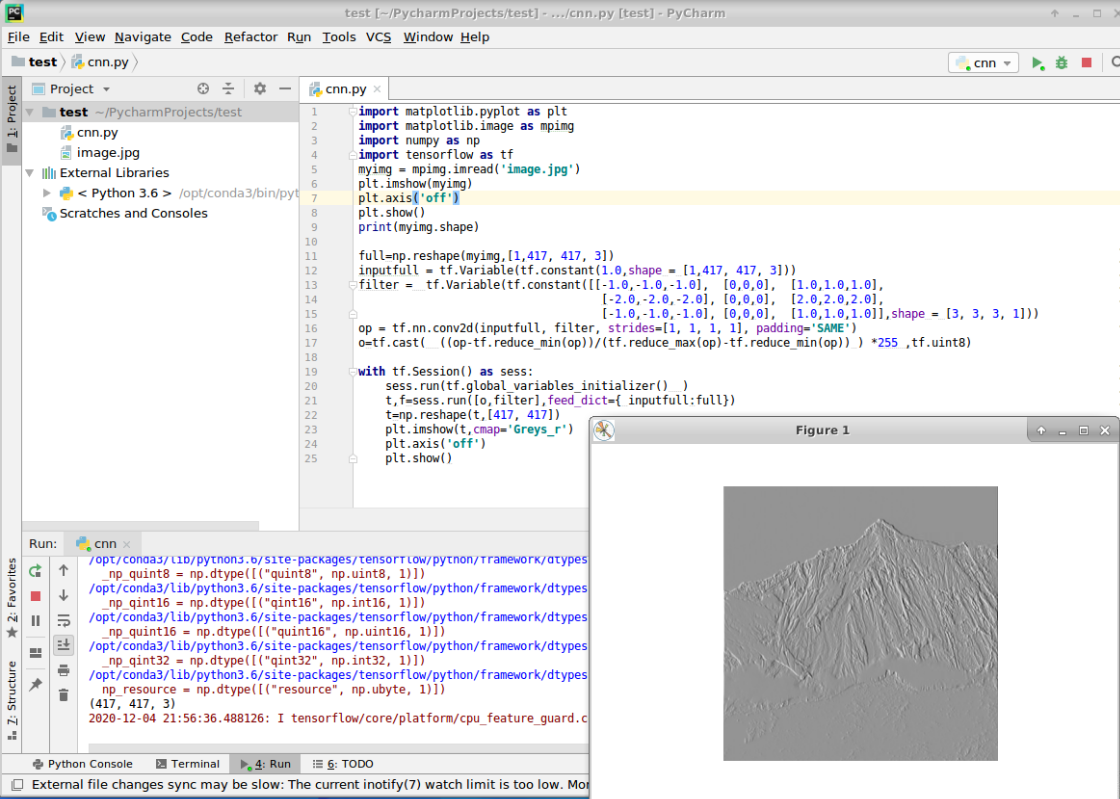 test [~/PycharmProjects/test] - .../cnn.py [test] - PyCharm
File Edit View Navigate Code Refactor Run Tools VCS Window Help
test cnn.py
cnn
1: Project
Project
cnn.py
test ~/PycharmProjects/test
cnn.py
image.jpg
External Libraries
< Python 3.6 > /opt/conda3/bin/pyt
Scratches and Consoles
1 import matplotlib.pyplot as plt
2 import matplotlib.image as mpimg
3 import numpy as np
4 import tensorflow as tf
5 myimg = mpimg.imread('image.jpg')
6 plt.imshow(myimg)
7 plt.axis('off')
8 plt.show()
9 print(myimg.shape)
10
11 full=np.reshape(myimg,[1,417, 417, 3])
12 inputfull = tf.Variable(tf.constant(1.0,shape = [1,417, 417, 3]))
13 filter =  tf.Variable(tf.constant([[-1.0,-1.0,-1.0],  [0,0,0],  [1.0,1.0,1.0],
14 [-2.0,-2.0,-2.0], [0,0,0],  [2.0,2.0,2.0],
15 [-1.0,-1.0,-1.0], [0,0,0],  [1.0,1.0,1.0]],shape = [3, 3, 3, 1]))
16 op = tf.nn.conv2d(inputfull, filter, strides=[1, 1, 1, 1], padding='SAME')
17 o=tf.cast(  ((op-tf.reduce_min(op))/(tf.reduce_max(op)-tf.reduce_min(op)) ) *255 ,tf.uint8)
18
19 with tf.Session() as sess:
20 sess.run(tf.global_variables_initializer()  )
21 t,f=sess.run([o,filter],feed_dict={ inputfull:full})
22 t=np.reshape(t,[417, 417])
23 plt.imshow(t,cmap='Greys_r')
24 plt.axis('off')
25 plt.show()
Figure 1
Run: cnn
/opt/conda3/lib/python3.6/site-packages/tensorflow/python/framework/dtypes
_np_quint8 = np.dtype([("quint8", np.uint8, 1)])
/opt/conda3/lib/python3.6/site-packages/tensorflow/python/framework/dtypes
_np_qint16 = np.dtype([("qint16", np.int16, 1)])
/opt/conda3/lib/python3.6/site-packages/tensorflow/python/framework/dtypes
_np_quint16 = np.dtype([("quint16", np.uint16, 1)])
/opt/conda3/lib/python3.6/site-packages/tensorflow/python/framework/dtypes
_np_qint32 = np.dtype([("qint32", np.int32, 1)])
/opt/conda3/lib/python3.6/site-packages/tensorflow/python/framework/dtypes
np_resource = np.dtype([("resource", np.ubyte, 1)])
(417, 417, 3)
2020-12-04 21:56:36.488126: I tensorflow/core/platform/cpu_feature_guard.c
2: Favorites
Z: Structure
Python Console Terminal 4: Run 6: TODO
External file changes sync may be slow: The current inotify(7) watch limit is too low. Mor